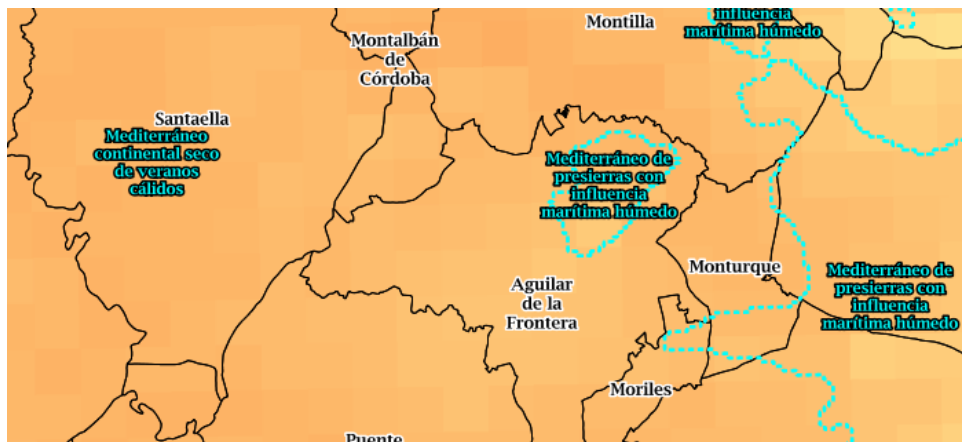 influencia
marítima húmedo
Montilla
Montalbán
de
Córdoba
Santaella
Mediterráneo
continental seco
de veranos
cálidos
Mediterráneo de
presierras con
influencia
marítima húmedo
Monturque
Mediterráneo de
presierras con
influencia
marítima húmedo
Aguilar
de la
Frontera
Moriles
Puente